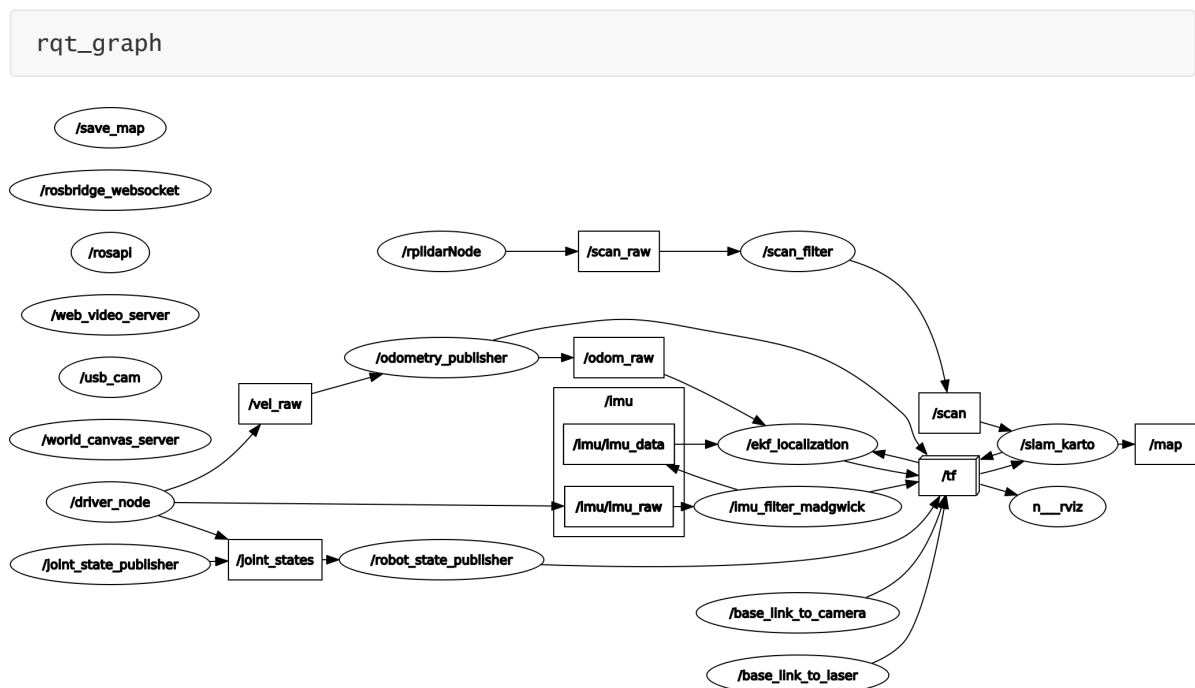 rqt_graph
/save_map
/rosbridge_websocket
/rosapi
/rplidarNode
/scan_raw
/scan_filter
/web_video_server
/odometry_publisher
/odom_raw
/usb_cam
/vel_raw
/imu
/scan
/world_canvas_server
/imu/imu_data
/ekf_localization
/slam_karto
/map
/tf
/driver_node
/imu/imu_raw
/imu_filter_madgwick
n__rviz
/joint_state_publisher
/joint_states
/robot_state_publisher
/base_link_to_camera
/base_link_to_laser